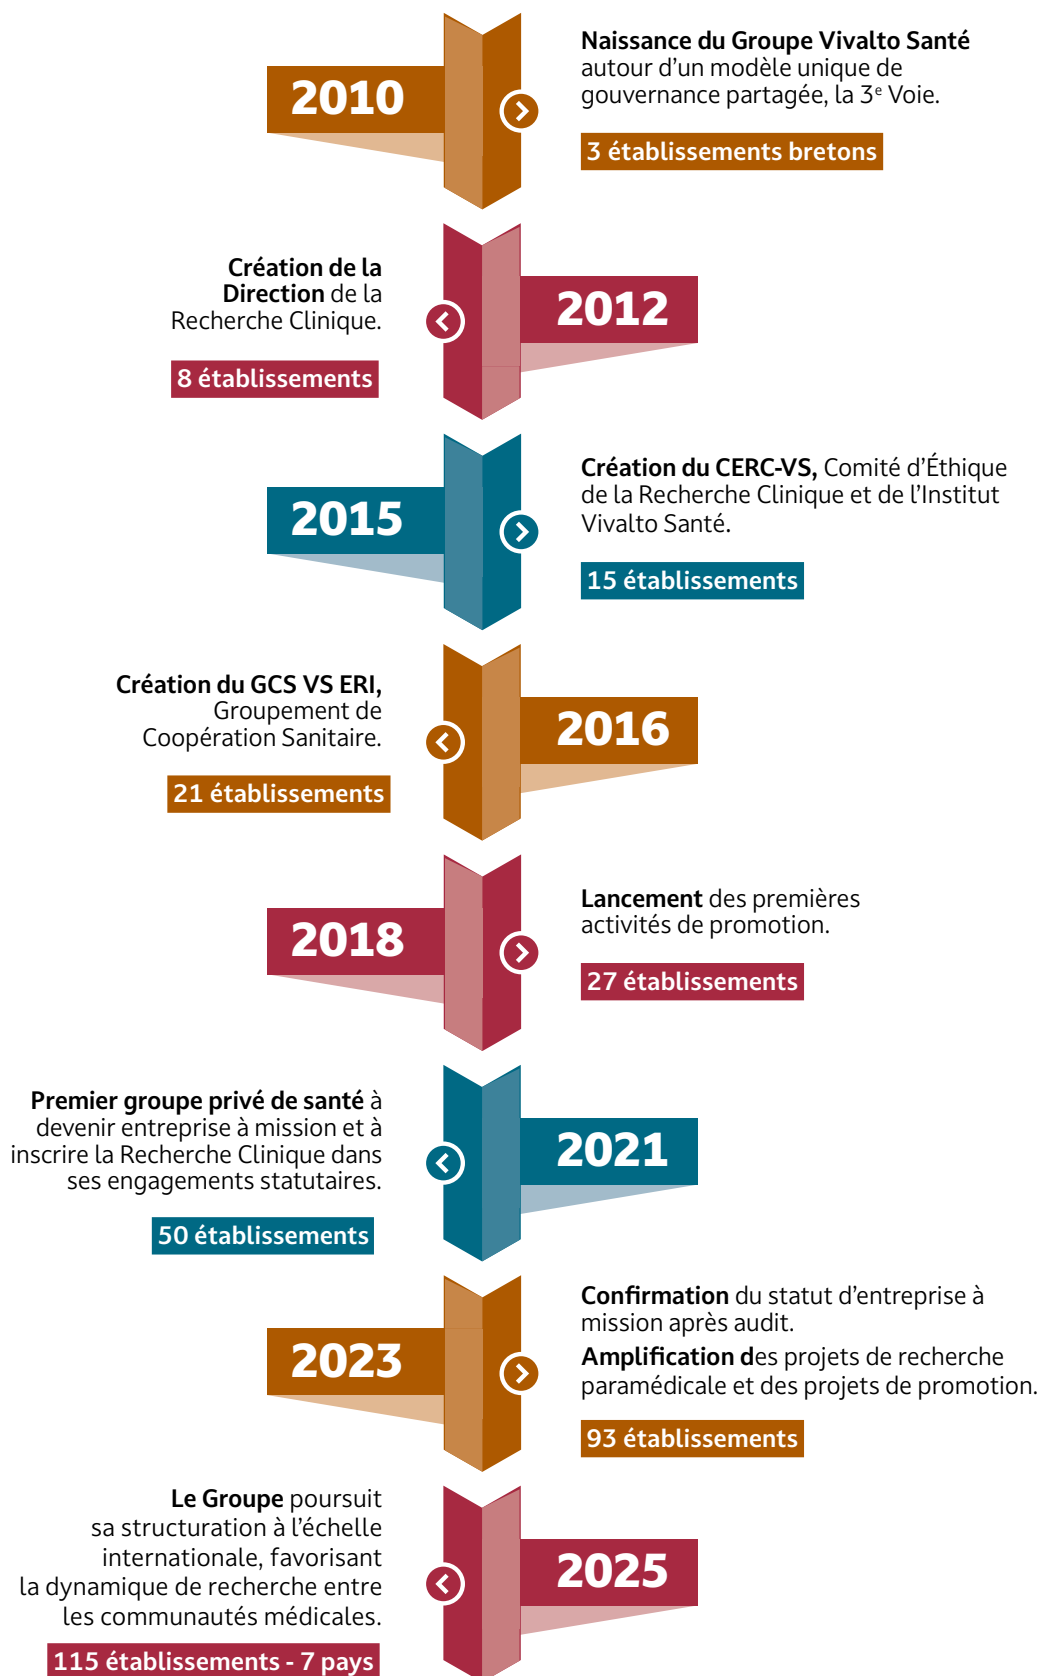 2010
Naissance du Groupe Vivalto Santé
autour d’un modèle unique de
gouvernance partagée, la 3e Voie.
3 établissements bretons
2012
Création de la
Direction de la
Recherche Clinique.
8 établissements
2015
Création du CERC-VS, Comité d’Éthique
de la Recherche Clinique et de l’Institut
Vivalto Santé.
15 établissements
2016
Création du GCS VS ERI,
Groupement de
Coopération Sanitaire.
21 établissements
2018
Lancement des premières
activités de promotion.
27 établissements
2021
Premier groupe privé de santé à
devenir entreprise à mission et à
inscrire la Recherche Clinique dans
ses engagements statutaires.
50 établissements
2023
Confirmation du statut d’entreprise à
mission après audit.
Amplification des projets de recherche
paramédicale et des projets de promotion.
93 établissements
2025
Le Groupe poursuit
sa structuration à l’échelle
internationale, favorisant
la dynamique de recherche entre
les communautés médicales.
115 établissements - 7 pays